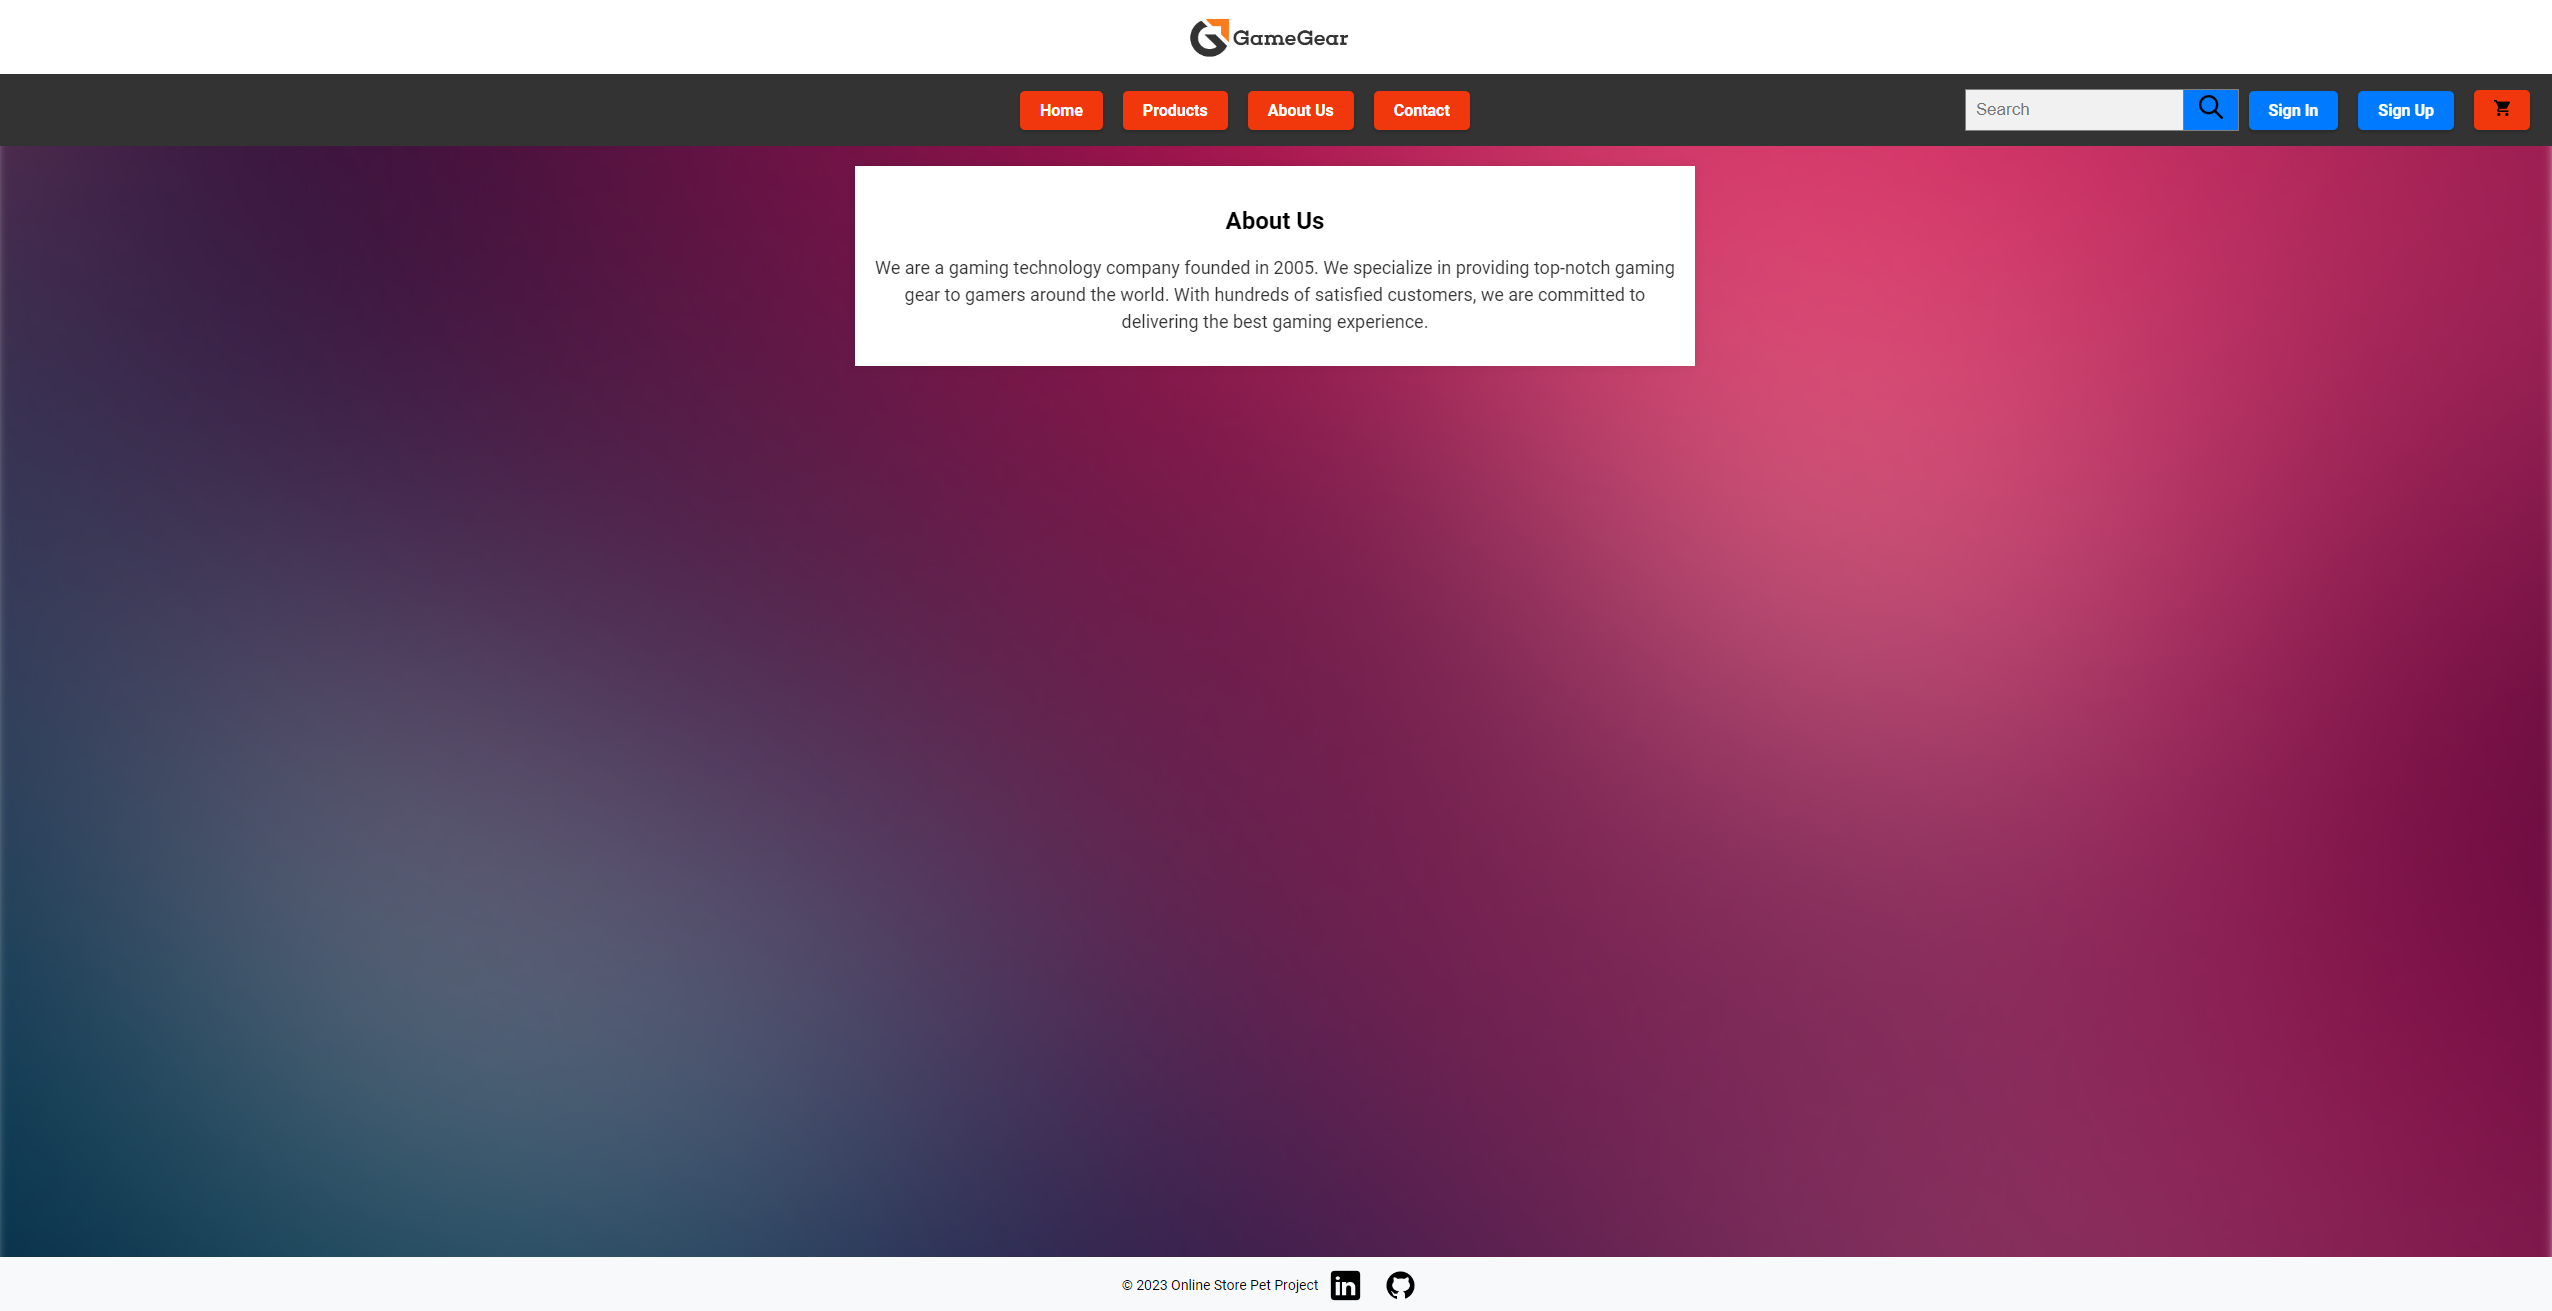 GameGear
Home
Products
About Us
Contact
Search
Sign In
Sign Up
About Us
We are a gaming technology company founded in 2005. We specialize in providing top-notch gaming
gear to gamers around the world. With hundreds of satisfied customers, we are committed to
delivering the best gaming experience.
© 2023 Online Store Pet Project
in